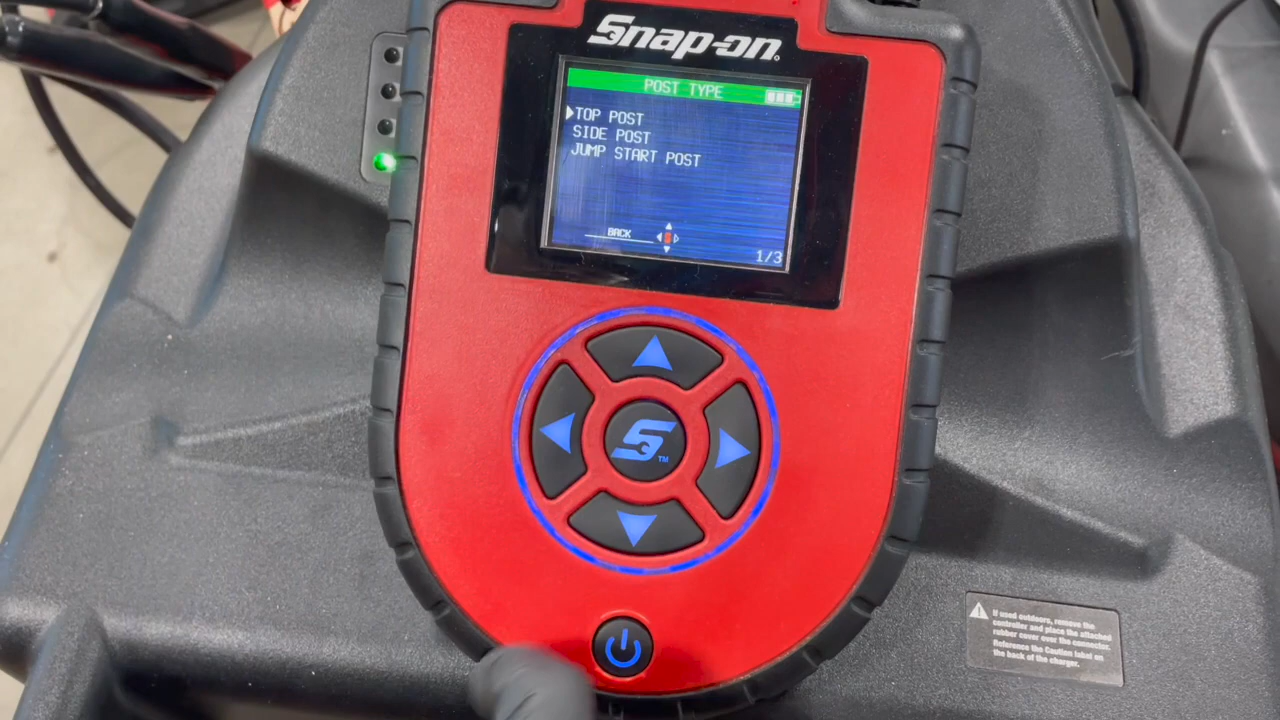 Snap-on
POST TYPE
TOP POST
SIDE POST
JUMP START POST
BACK
1/3
S TM
If used outdoors, remove the
controller and place the attached
rubber cover over the connector.
Reference the Caution label on
the back of the charger.